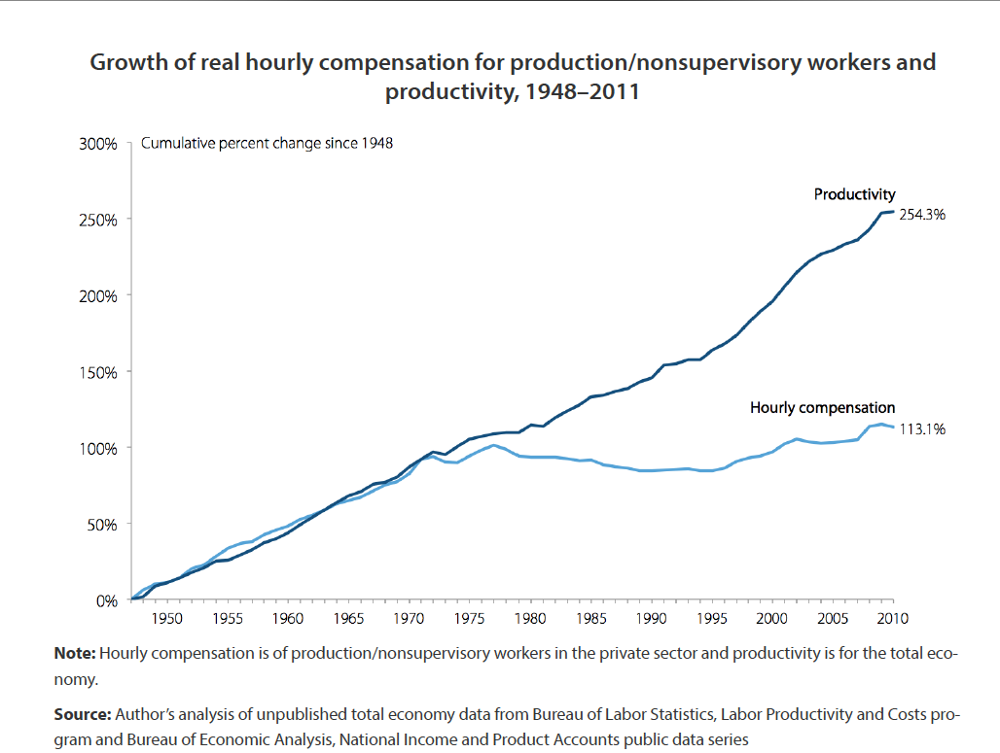 Growth of real hourly compensation for production/nonsupervisory workers and
productivity, 1948–2011
300%
Cumulative percent change since 1948
Productivity
254.3%
250%
200%
150%
Hourly compensation
113.1%
100%
50%
0%
1950 1955 1960 1965 1970 1975 1980 1985 1990 1995 2000 2005 2010
Note: Hourly compensation is of production/nonsupervisory workers in the private sector and productivity is for the total eco-
nomy.
Source: Author’s analysis of unpublished total economy data from Bureau of Labor Statistics, Labor Productivity and Costs pro-
gram and Bureau of Economic Analysis, National Income and Product Accounts public data series